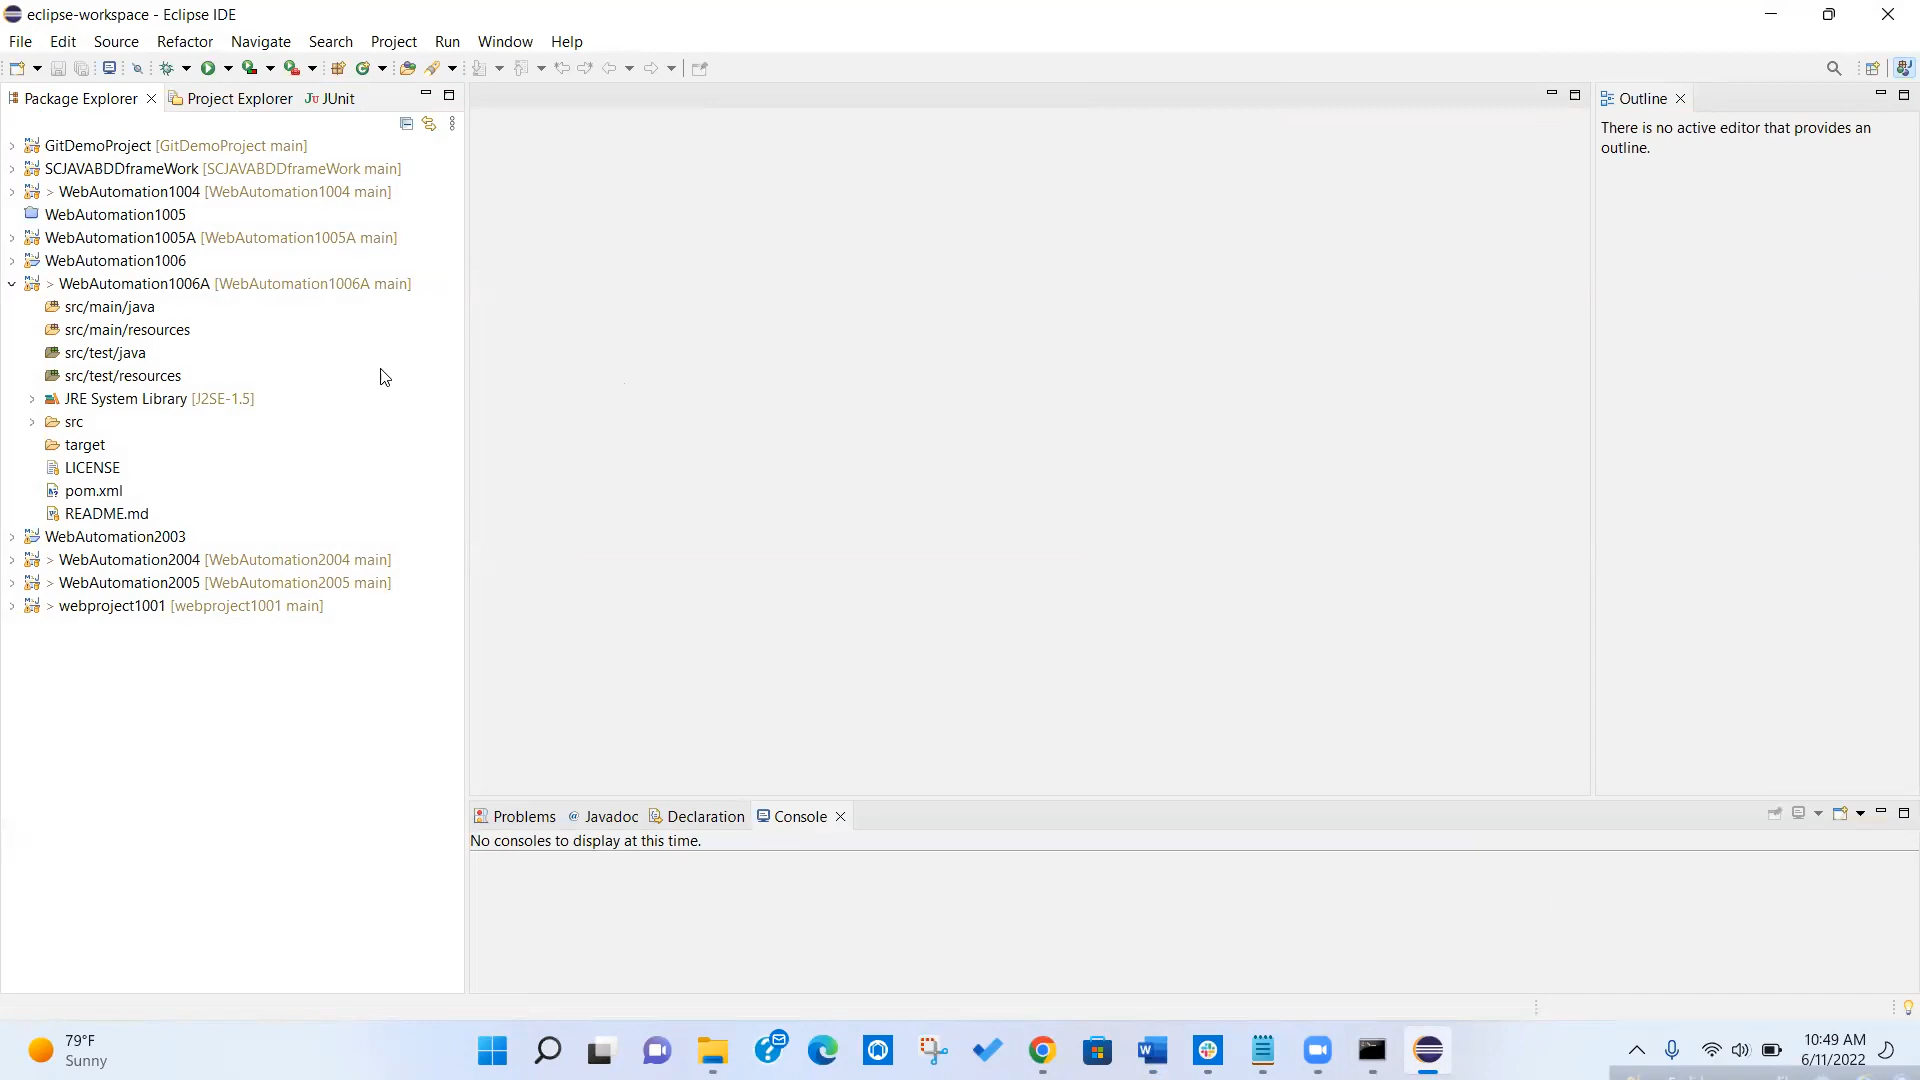 eclipse-workspace - Eclipse IDE
File Edit Source Refactor Navigate Search Project Run Window Help
Package Explorer Project Explorer JUnit
GitDemoProject [GitDemoProject main]
SCJAVABDDframeWork [SCJAVABDDframeWork main]
> WebAutomation1004 [WebAutomation1004 main]
WebAutomation1005
WebAutomation1005A [WebAutomation1005A main]
WebAutomation1006
> WebAutomation1006A [WebAutomation1006A main]
src/main/java
src/main/resources
src/test/java
src/test/resources
JRE System Library [J2SE-1.5]
src
target
LICENSE
pom.xml
README.md
WebAutomation2003
> WebAutomation2004 [WebAutomation2004 main]
> WebAutomation2005 [WebAutomation2005 main]
> webproject1001 [webproject1001 main]
Outline
There is no active editor that provides an
outline.
Problems Javadoc Declaration Console
No consoles to display at this time.
79°F
Sunny
10:49 AM
6/11/2022